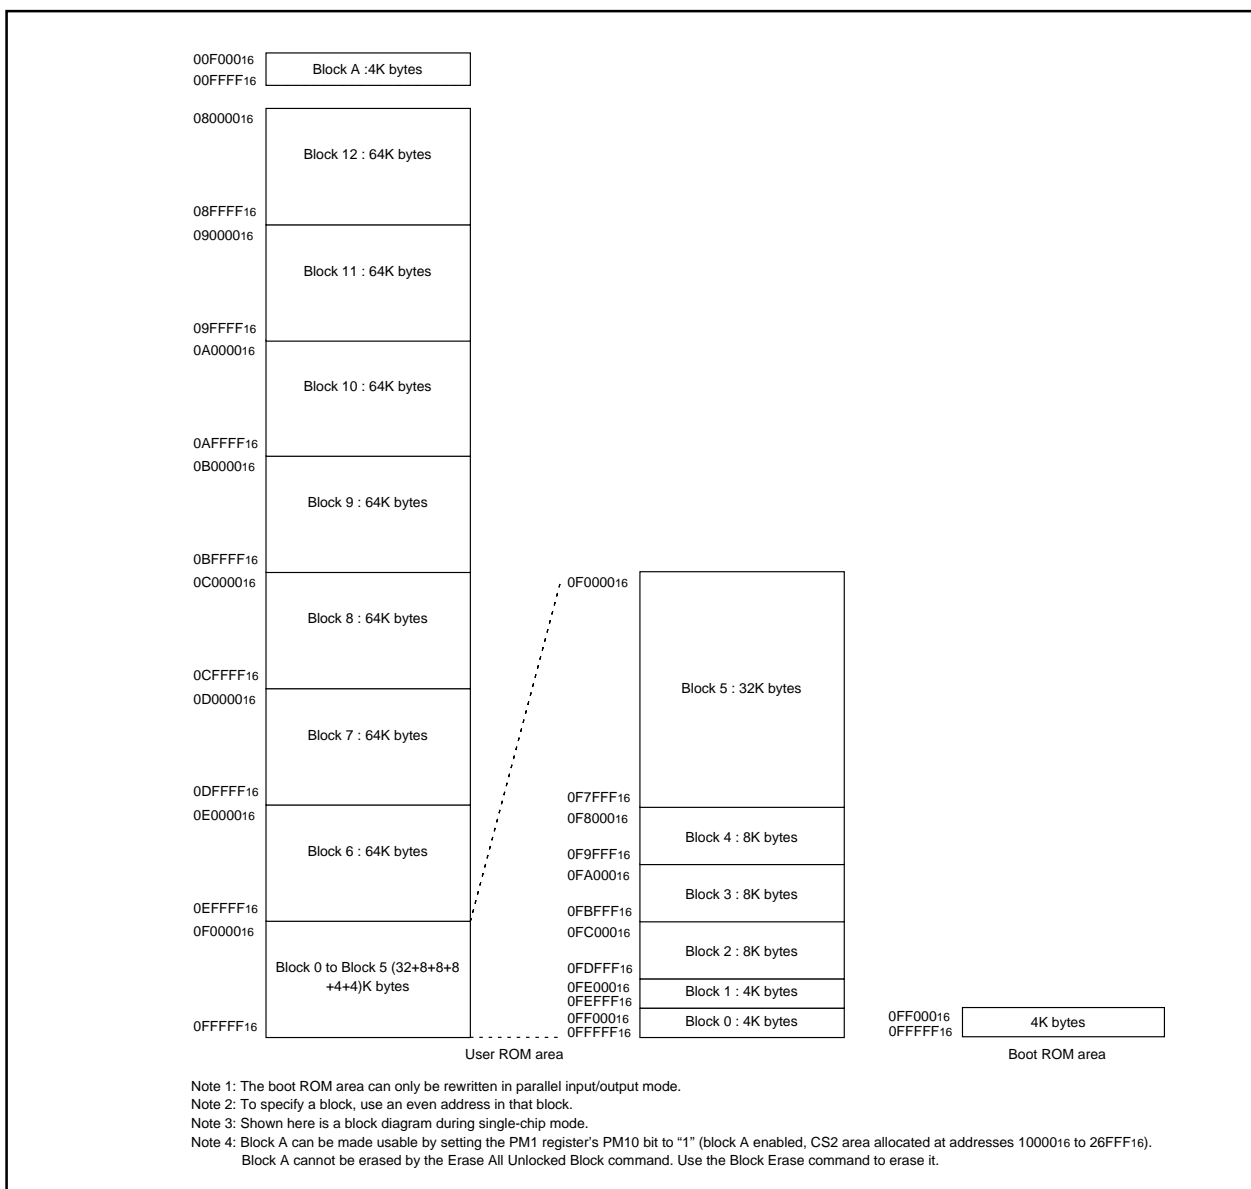 00F00016
Block A :4K bytes
00FFFF16
08000016
Block 12 : 64K bytes
08FFFF16
09000016
Block 11 : 64K bytes
09FFFF16
0A000016
Block 10 : 64K bytes
0AFFFF16
0B000016
Block 9 : 64K bytes
0BFFFF16
0C000016
Block 8 : 64K bytes
0CFFFF16
0D000016
Block 7 : 64K bytes
0DFFFF16
0E000016
Block 6 : 64K bytes
0EFFFF16
0F000016
Block 0 to Block 5 (32+8+8+8
+4+4)K bytes
0FFFFF16
User ROM area
0F000016
Block 5 : 32K bytes
0F7FFF16
0F800016
Block 4 : 8K bytes
0F9FFF16
0FA00016
Block 3 : 8K bytes
0FBFFF16
0FC00016
Block 2 : 8K bytes
0FDFFF16
0FE00016
Block 1 : 4K bytes
0FEFFF16
0FF00016
Block 0 : 4K bytes
0FFFFF16
0FF00016
4K bytes
0FFFFF16
Boot ROM area
Note 1: The boot ROM area can only be rewritten in parallel input/output mode.
Note 2: To specify a block, use an even address in that block.
Note 3: Shown here is a block diagram during single-chip mode.
Note 4: Block A can be made usable by setting the PM1 register's PM10 bit to “1” (block A enabled, CS2 area allocated at addresses 1000016 to 26FFF16).
Block A cannot be erased by the Erase All Unlocked Block command. Use the Block Erase command to erase it.